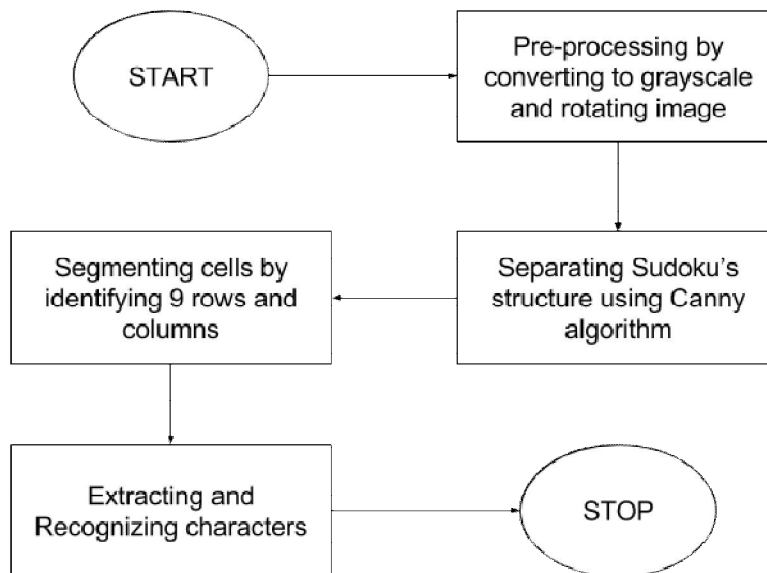 START
Pre-processing by
converting to grayscale
and rotating image
Separating Sudoku's
structure using Canny
algorithm
Segmenting cells by
identifying 9 rows and
columns
Extracting and
Recognizing characters
STOP